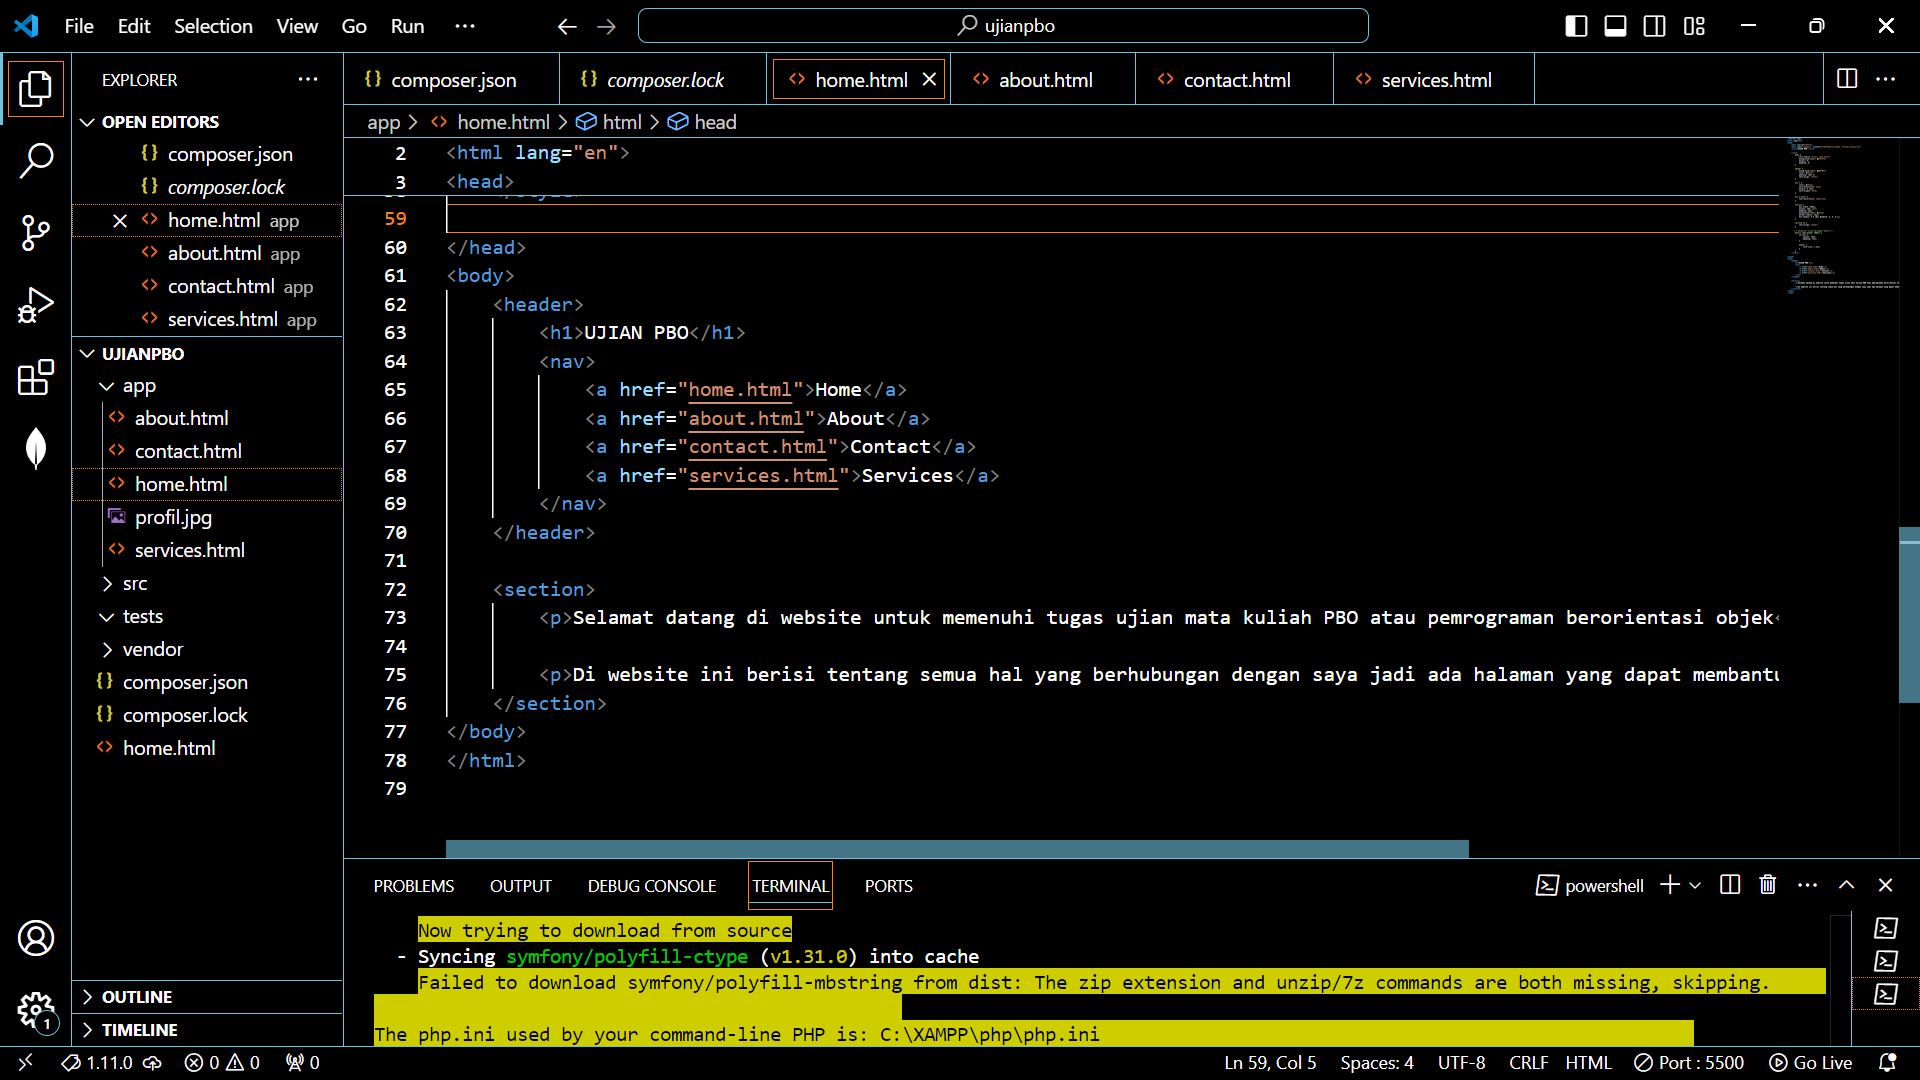 File Edit Selection View Go Run ··· ujianpbo
EXPLORER
OPEN EDITORS
{} composer.json
{} composer.lock
home.html app
about.html app
contact.html app
services.html app
UJIANPBO
app
about.html
contact.html
home.html
profil.jpg
services.html
src
tests
vendor
{} composer.json
{} composer.lock
home.html
OUTLINE
TIMELINE
{} composer.json {} composer.lock <> home.html <> about.html <> contact.html <> services.html
app > <> home.html > html > head
2 <html lang="en">
3 <head>
59
60 </head>
61 <body>
62 <header>
63 <h1>UJIAN PBO</h1>
64 <nav>
65 <a href="home.html">Home</a>
66 <a href="about.html">About</a>
67 <a href="contact.html">Contact</a>
68 <a href="services.html">Services</a>
69 </nav>
70 </header>
71
72 <section>
73 <p>Selamat datang di website untuk memenuhi tugas ujian mata kuliah PBO atau pemrograman berorientasi objek<
74
75 <p>Di website ini berisi tentang semua hal yang berhubungan dengan saya jadi ada halaman yang dapat membantu
76 </section>
77 </body>
78 </html>
79
PROBLEMS OUTPUT DEBUG CONSOLE TERMINAL PORTS powershell
Now trying to download from source
- Syncing symfony/polyfill-ctype (v1.31.0) into cache
Failed to download symfony/polyfill-mbstring from dist: The zip extension and unzip/7z commands are both missing, skipping.
The php.ini used by your command-line PHP is: C:\XAMPP\php\php.ini
1
1.11.0 0 0 0 Ln 59, Col 5 Spaces: 4 UTF-8 CRLF HTML Port : 5500 Go Live